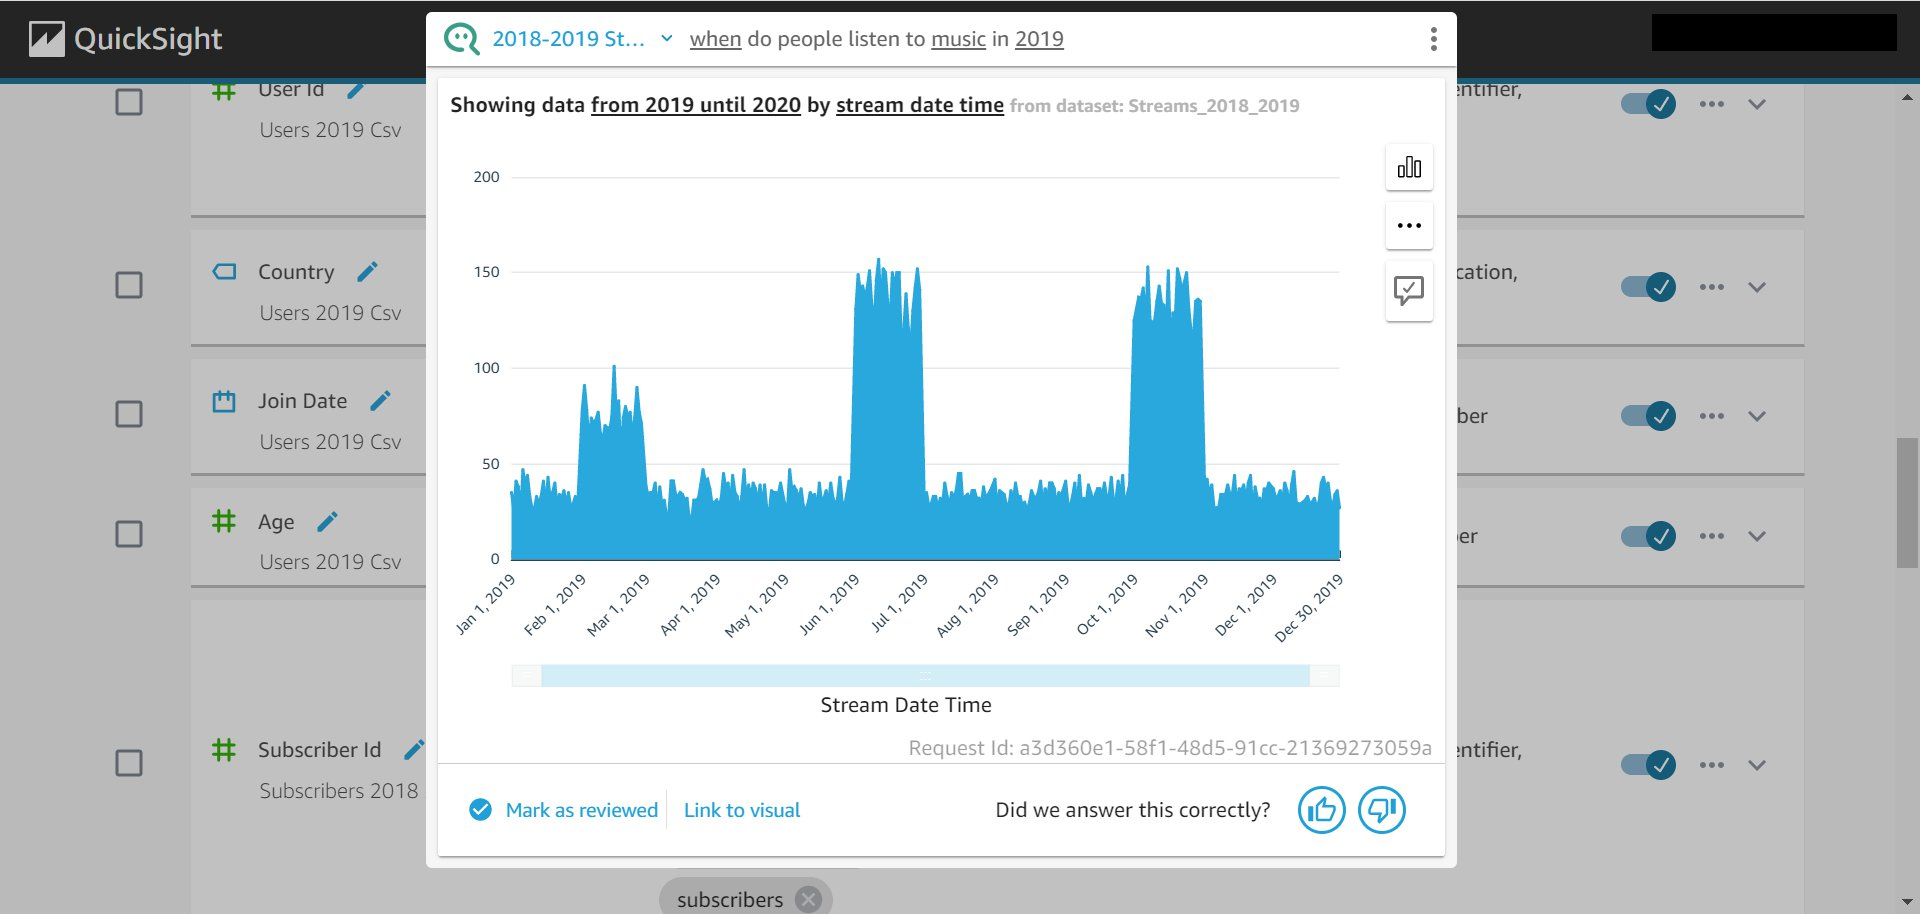 QuickSight
2018-2019 St... when do people listen to music in 2019
Showing data from 2019 until 2020 by stream date time from dataset: Streams_2018_2019
User Id
Users 2019 Csv
entifier,
Country
Users 2019 Csv
cation,
Join Date
Users 2019 Csv
ber
Age
Users 2019 Csv
er
Subscriber Id
Subscribers 2018
entifier,
200
150
100
50
0
Jan 1, 2019
Feb 1, 2019
Mar 1, 2019
Apr 1, 2019
May 1, 2019
Jun 1, 2019
Jul 1, 2019
Aug 1, 2019
Sep 1, 2019
Oct 1, 2019
Nov 1, 2019
Dec 1, 2019
Dec 30, 2019
Stream Date Time
Request Id: a3d360e1-58f1-48d5-91cc-21369273059a
Mark as reviewed Link to visual Did we answer this correctly?
subscribers